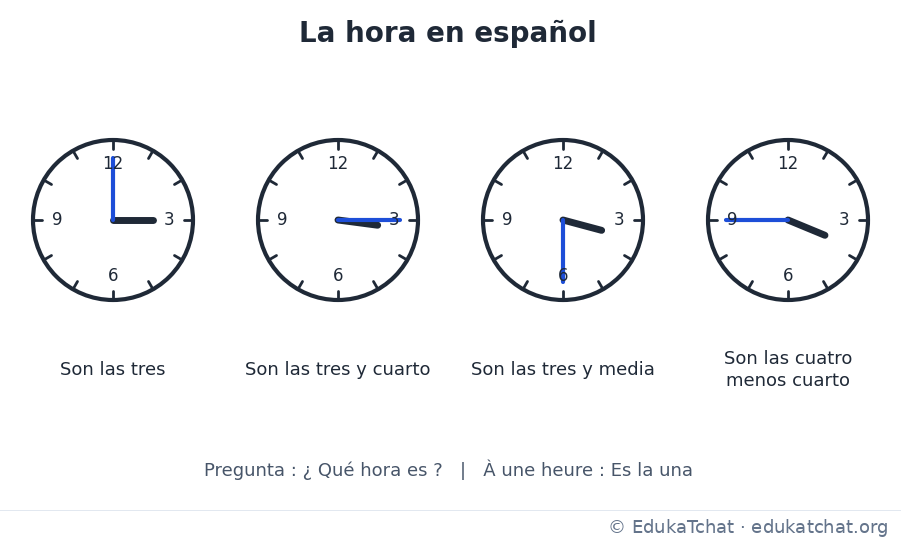 La hora en español
12
9
3
6
12
9
3
6
12
9
3
6
12
9
3
6
Son las tres
Son las tres y cuarto
Son las tres y media
Son las cuatro
menos cuarto
Pregunta : ¿ Qué hora es ?   |   À une heure : Es la una
© EdukaTchat · edukatchat.org